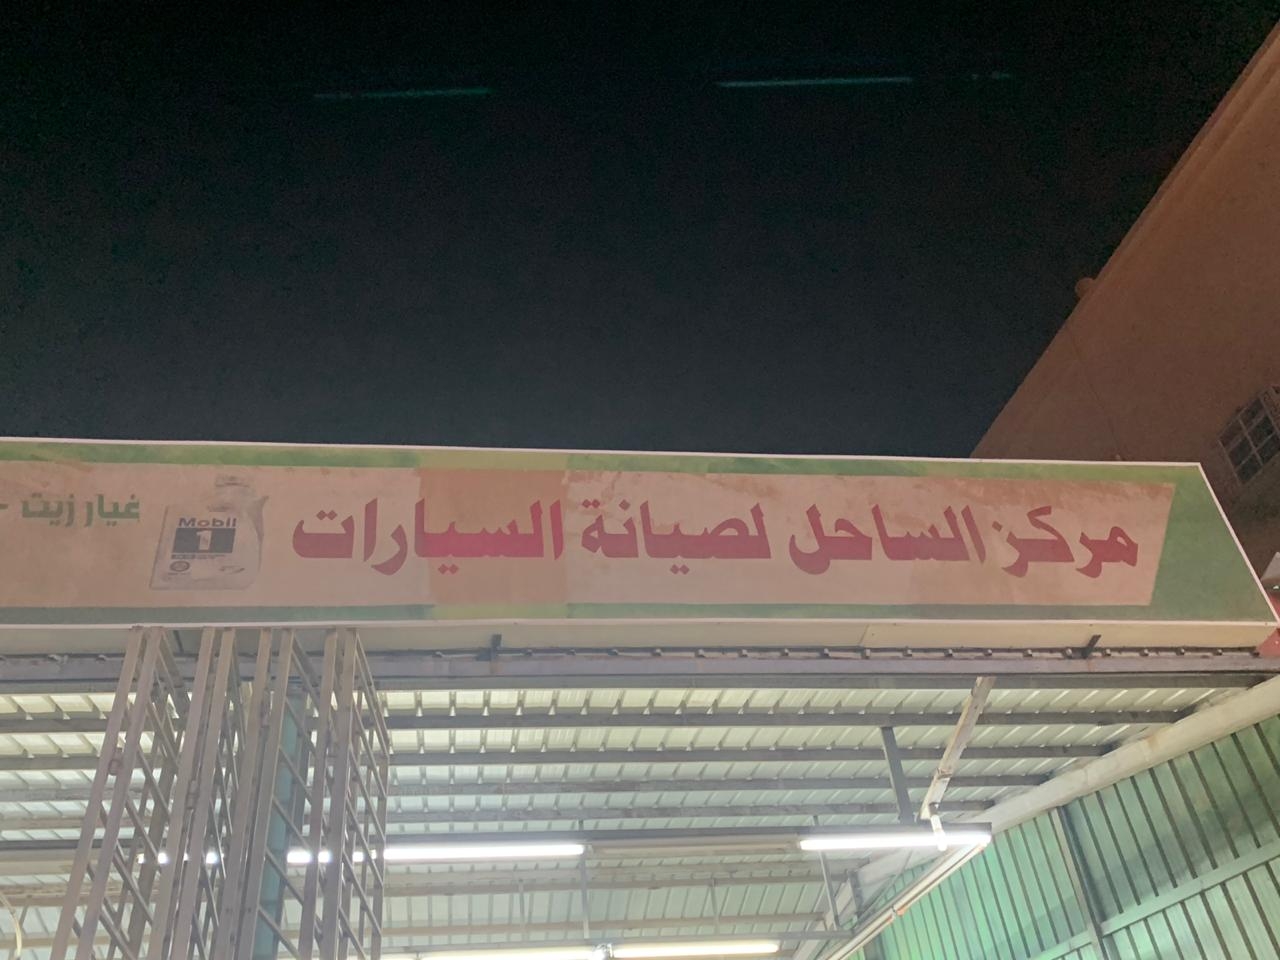 مركز الساحل لصيانة السيارات
Mobil
1
غيار زيت -